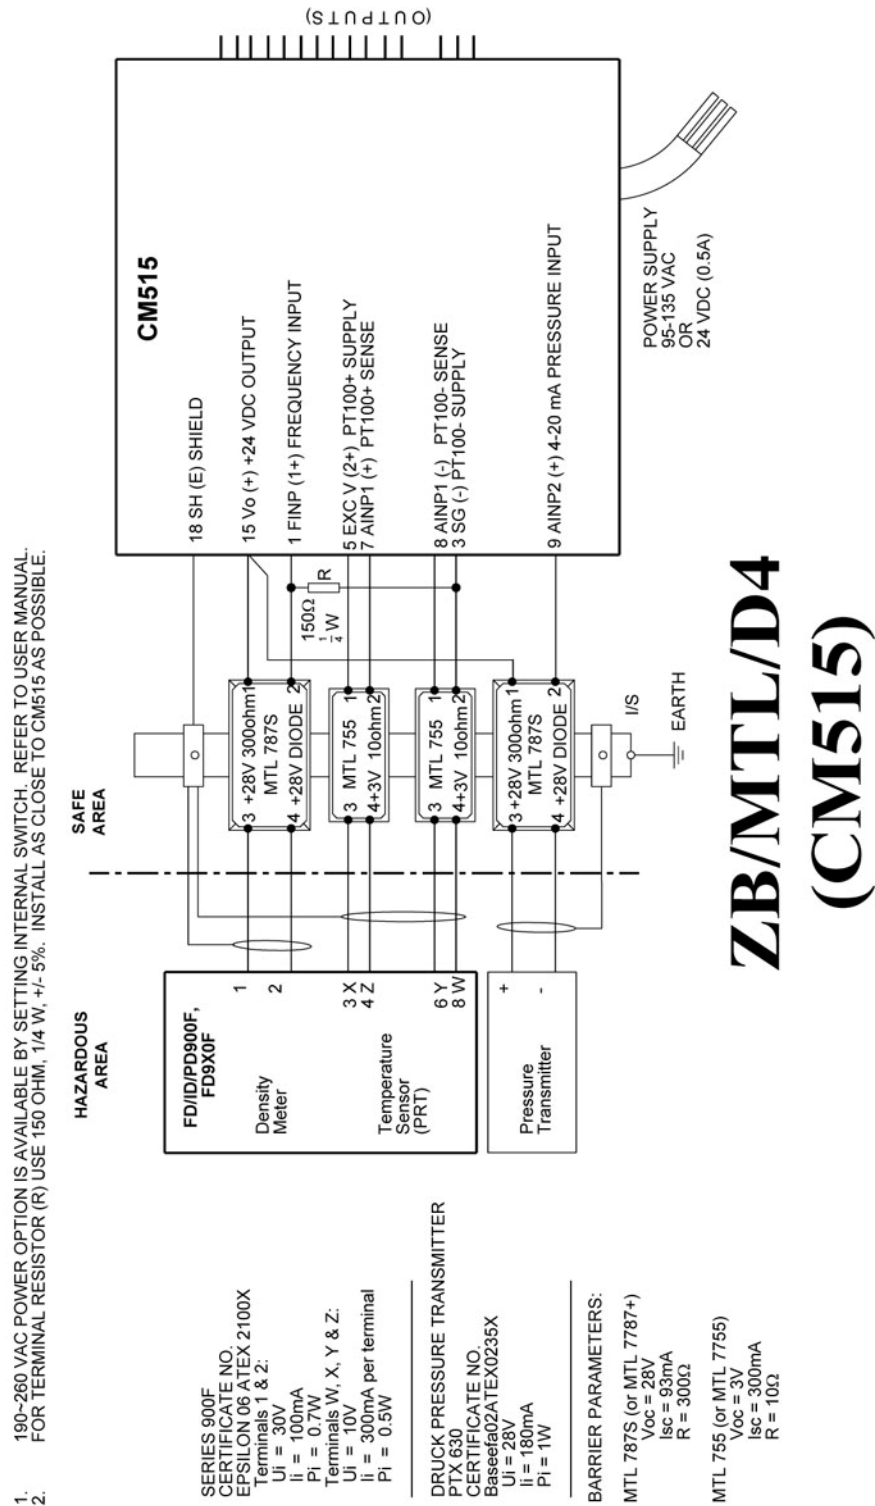 1. 190~260 VAC POWER OPTION IS AVAILABLE BY SETTING INTERNAL SWITCH. REFER TO USER MANUAL.
2. FOR TERMINAL RESISTOR (R) USE 150 OHM, 1/4 W, +/- 5%. INSTALL AS CLOSE TO CM515 AS POSSIBLE.
HAZARDOUS
AREA
SAFE
AREA
SERIES 900F
CERTIFICATE NO.
EPSILON 06 ATEX 2100X
Terminals 1 & 2:
Ui = 30V
Ii = 100mA
Pi = 0.7W
Terminals W, X, Y & Z:
Ui = 10V
Ii = 300mA per terminal
Pi = 0.5W
DRUCK PRESSURE TRANSMITTER
PTX 630
CERTIFICATE NO.
Baseefa02ATEX0235X
Ui = 28V
Ii = 180mA
Pi = 1W
BARRIER PARAMETERS:
MTL 787S (or MTL 7787+)
Voc = 28V
Isc = 93mA
R = 300Ω
MTL 755 (or MTL 7755)
Voc = 3V
Isc = 300mA
R = 10Ω
FD/ID/PD900F,
FD9X0F
Density
Meter
1
2
Temperature
Sensor
(PRT)
3 X
4 Z
6 Y
8 W
Pressure
Transmitter
+
-
3 +28V 300ohm 1
MTL 787S
4 +28V DIODE 2
3 MTL 755 1
4 +3V 10ohm 2
3 MTL 755 1
4 +3V 10ohm 2
3 +28V 300ohm 1
MTL 787S
4 +28V DIODE 2
I/S
EARTH
150Ω
1/4 W
R
CM515
18 SH (E) SHIELD
15 Vo (+) +24 VDC OUTPUT
1 FINP (1+) FREQUENCY INPUT
5 EXC V (2+) PT100+ SUPPLY
7 AINP1 (+) PT100+ SENSE
8 AINP1 (-) PT100- SENSE
3 SG (-) PT100- SUPPLY
9 AINP2 (+) 4-20 mA PRESSURE INPUT
(OUTPUTS)
POWER SUPPLY
95-135 VAC
OR
24 VDC (0.5A)
ZB/MTL/D4
(CM515)